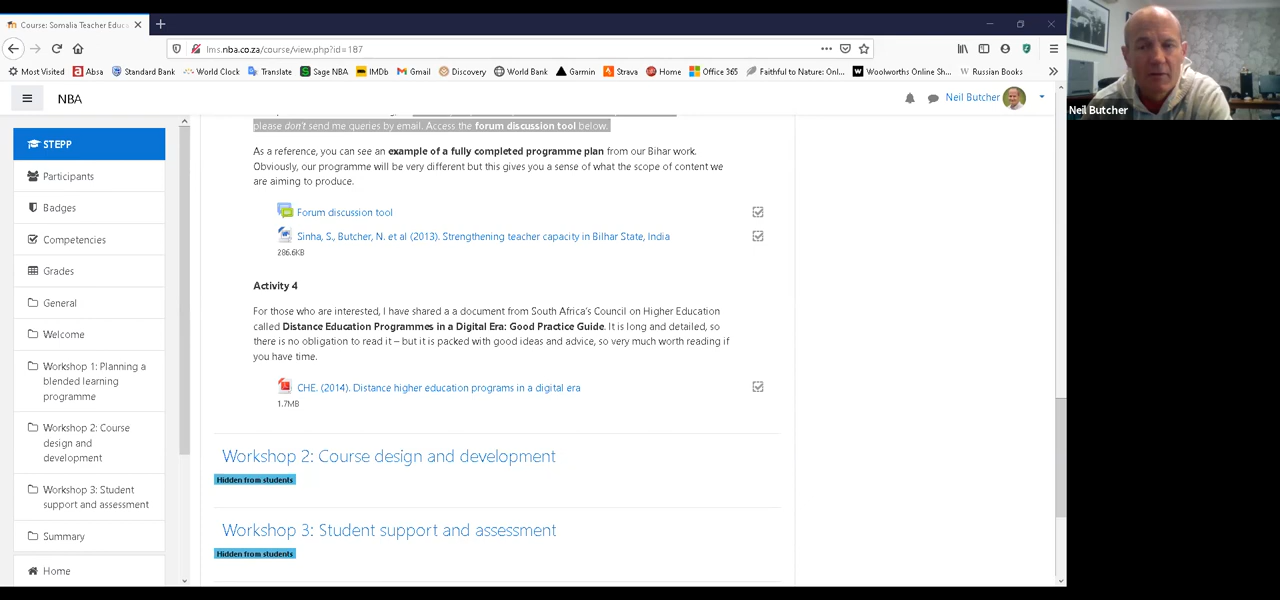 Course: Somalia Teacher Educa
lms.nba.co.za/course/view.php?id=187
Most Visited Absa Standard Bank World Clock Translate Sage NBA IMDb Gmail Discovery World Bank Garmin Strava Home Office 365 Faithful to Nature: Onl... Woolworths Online Sh... Russian Books
NBA
Neil Butcher
Neil Butcher
STEPP
Participants
Badges
Competencies
Grades
General
Welcome
Workshop 1: Planning a
blended learning
programme
Workshop 2: Course
design and
development
Workshop 3: Student
support and assessment
Summary
Home
please don't send me queries by email. Access the forum discussion tool below.
As a reference, you can see an example of a fully completed programme plan from our Bihar work.
Obviously, our programme will be very different but this gives you a sense of what the scope of content we
are aiming to produce.
Forum discussion tool
Sinha, S., Butcher, N. et al (2013). Strengthening teacher capacity in Bilhar State, India
286.6KB
Activity 4
For those who are interested, I have shared a a document from South Africa's Council on Higher Education
called Distance Education Programmes in a Digital Era: Good Practice Guide. It is long and detailed, so
there is no obligation to read it – but it is packed with good ideas and advice, so very much worth reading if
you have time.
CHE. (2014). Distance higher education programs in a digital era
1.7MB
Workshop 2: Course design and development
Hidden from students
Workshop 3: Student support and assessment
Hidden from students